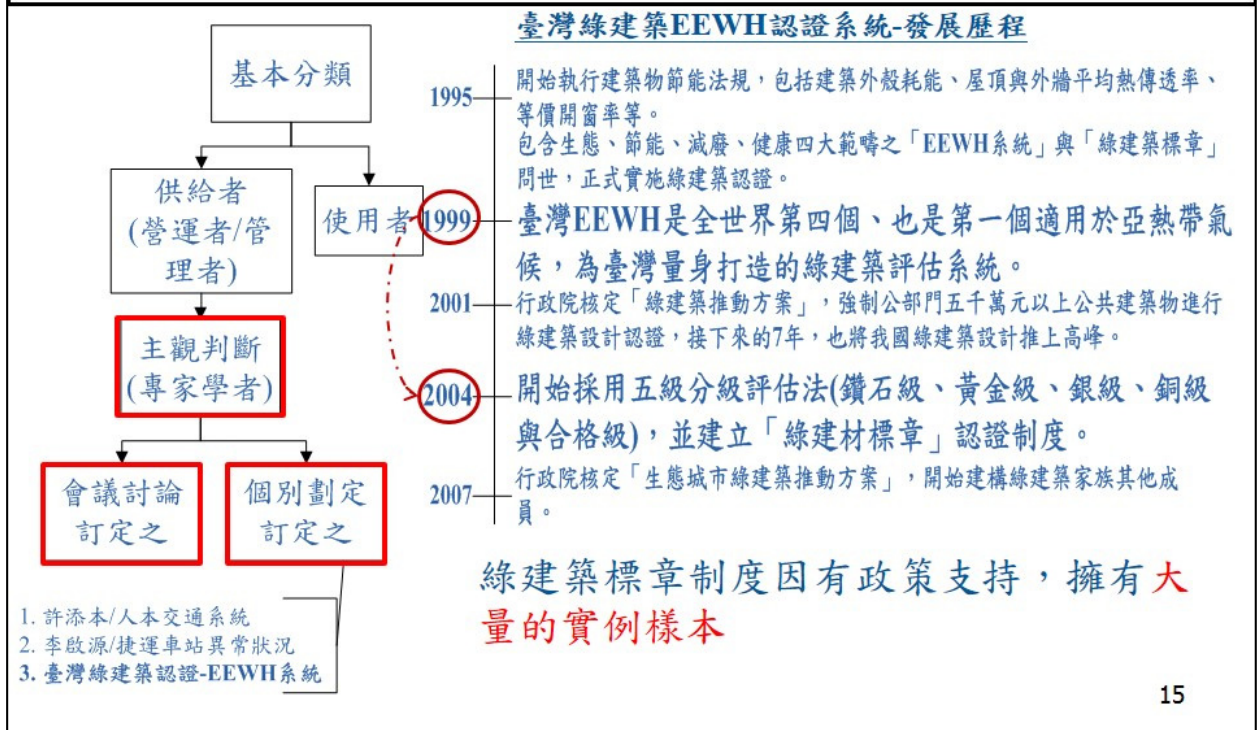 臺灣綠建築EEWH認證系統-發展歷程
基本分類
供給者
(營運者/管
理者)
使用者
主觀判斷
(專家學者)
會議討論
訂定之
個別劃定
訂定之
1. 許添本/人本交通系統
2. 李啟源/捷運車站異常狀況
3. 臺灣綠建築認證-EEWH系統
1995
開始執行建築物節能法規，包括建築外殼耗能、屋頂與外牆平均熱傳透率、
等價開窗率等。
包含生態、節能、減廢、健康四大範疇之「EEWH系統」與「綠建築標章」
問世，正式實施綠建築認證。
1999
臺灣EEWH是全世界第四個、也是第一個適用於亞熱帶氣
候，為臺灣量身打造的綠建築評估系統。
2001
行政院核定「綠建築推動方案」，強制公部門五千萬元以上公共建築物進行
綠建築設計認證，接下來的7年，也將我國綠建築設計推上高峰。
2004
開始採用五級分級評估法(鑽石級、黃金級、銀級、銅級
與合格級)，並建立「綠建材標章」認證制度。
2007
行政院核定「生態城市綠建築推動方案」，開始建構綠建築家族其他成
員。
綠建築標章制度因有政策支持，擁有大
量的實例樣本
15